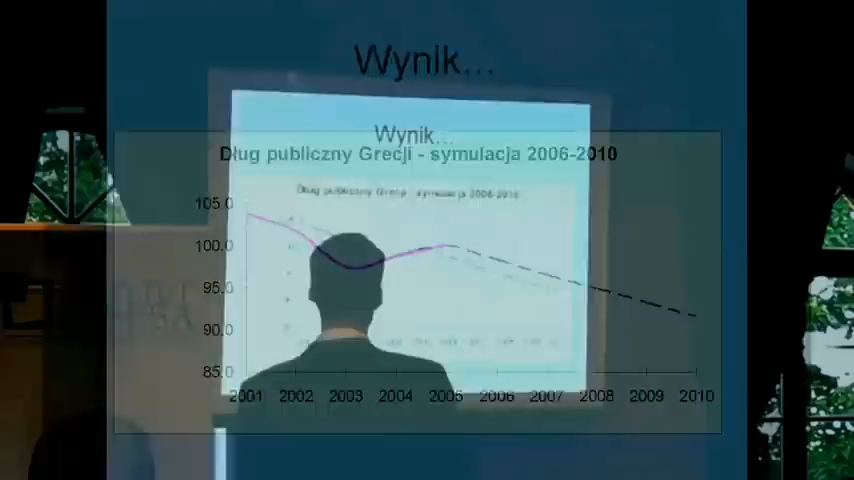 Wynik...
Wynik...
Dług publiczny Grecji - symulacja 2006-2010
Dług publiczny Grecji - symulacja 2006-2010
105.0
100.0
95.0
90.0
85.0
2001 2002 2003 2004 2005 2006 2007 2008 2009 2010